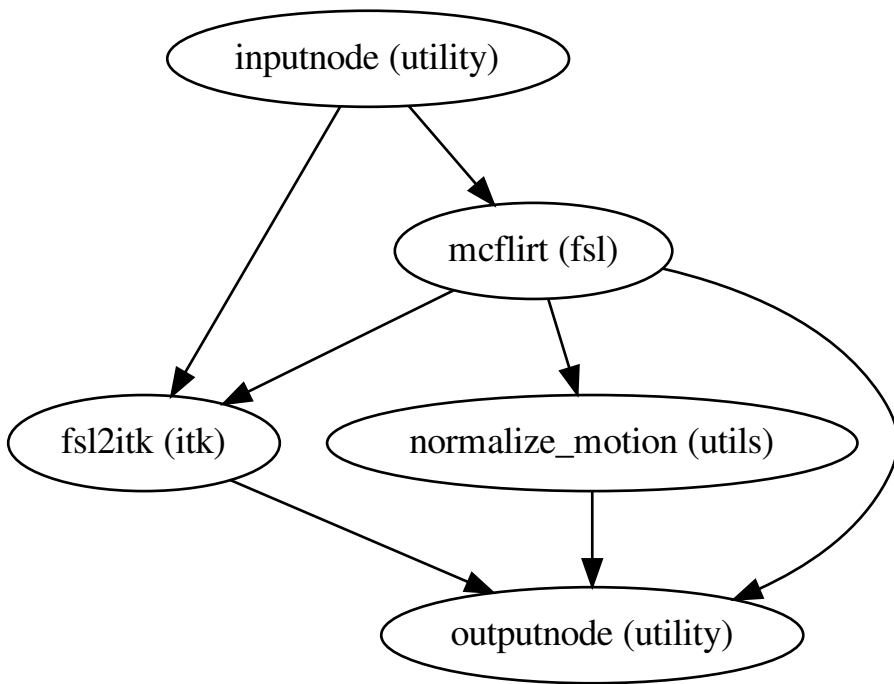 inputnode (utility)
mcflirt (fsl)
fsl2itk (itk)
normalize_motion (utils)
outputnode (utility)